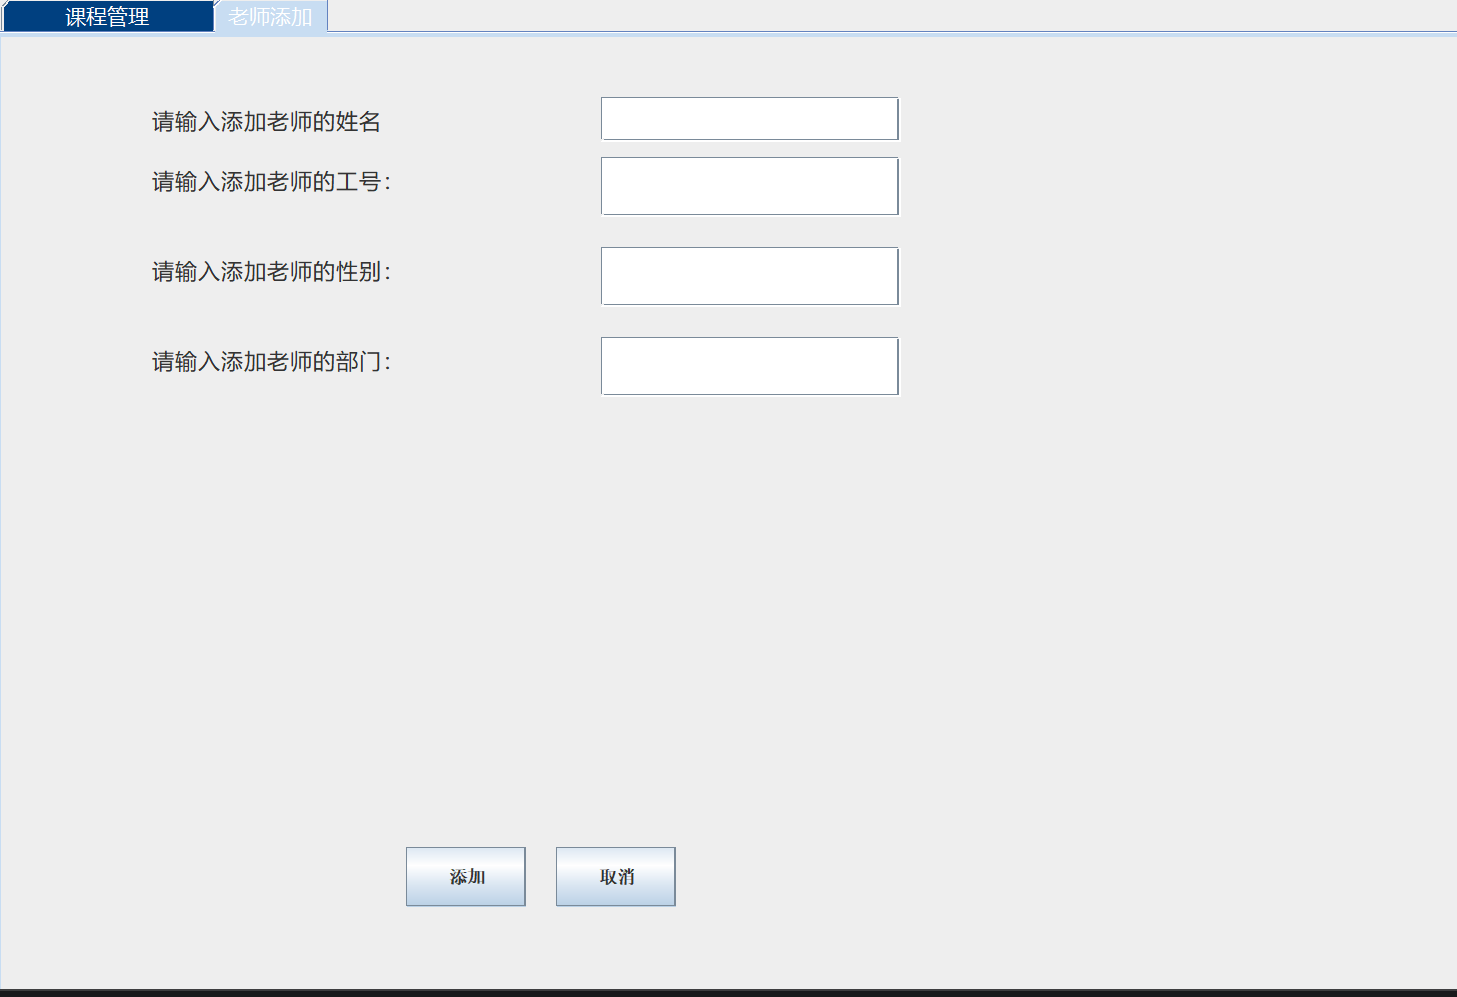 课程管理 老师添加
请输入添加老师的姓名
请输入添加老师的工号:
请输入添加老师的性别:
请输入添加老师的部门:
添加 取消